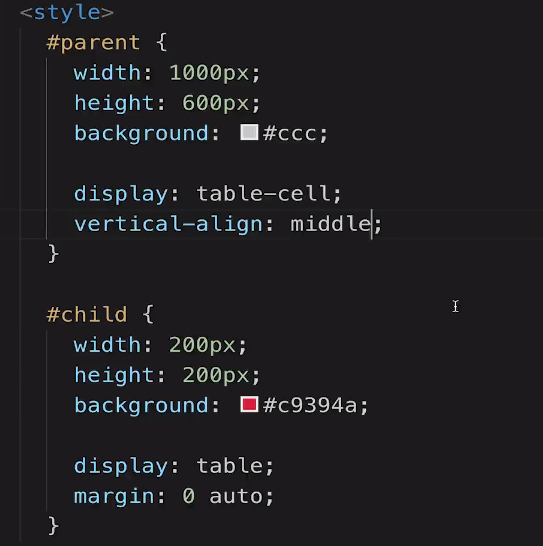 <style>
#parent {
width: 1000px;
height: 600px;
background: #ccc;
display: table-cell;
vertical-align: middle;
}
#child {
width: 200px;
height: 200px;
background: #c9394a;
display: table;
margin: 0 auto;
}